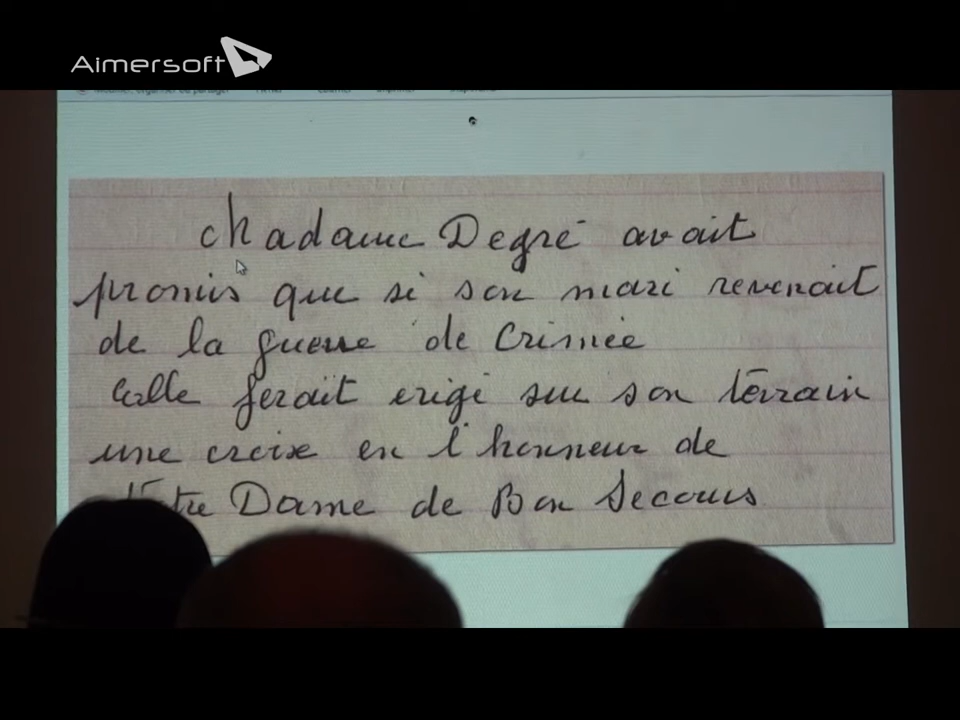 Aimersoft
Madame Degré avait
promis que si son mari revenait
de la guerre de Crimée
Celle ferait erigé sur son terrain
une croix en l'honneur de
Dame de Bon Secours